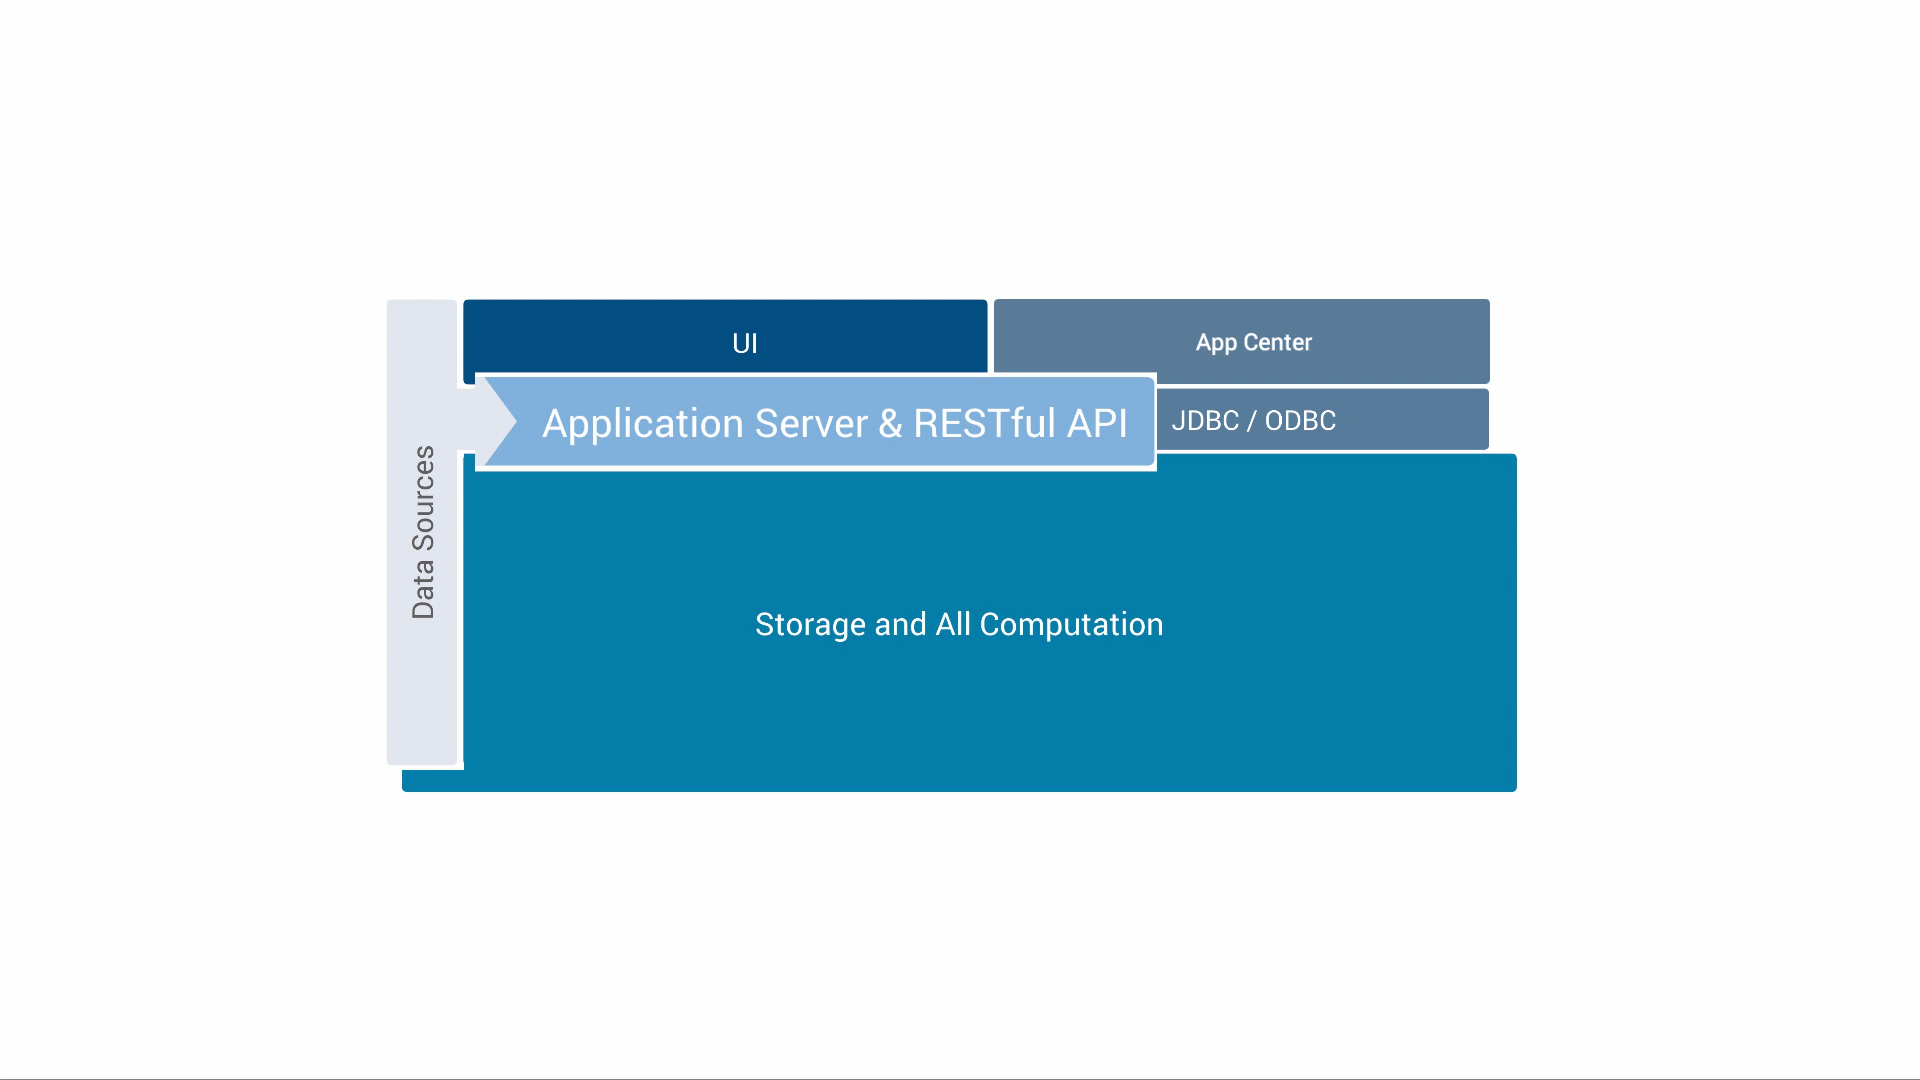 UI
App Center
Application Server & RESTful API
JDBC / ODBC
Data Sources
Storage and All Computation